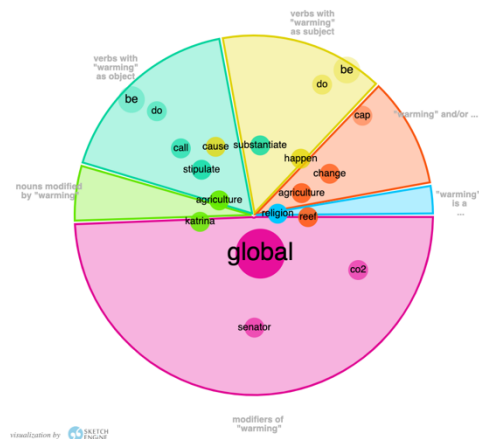 verbs with
"warming"
as subject
verbs with
"warming"
as object
be
do
be
do
cap
"warming" and/or ...
call
cause
substantiate
happen
stipulate
change
nouns modified
by "warming"
agriculture
agriculture
"warming"
is a
...
katrina
religion
reef
global
co2
senator
modifiers of
"warming"
visualization by
SKETCH
ENGINE